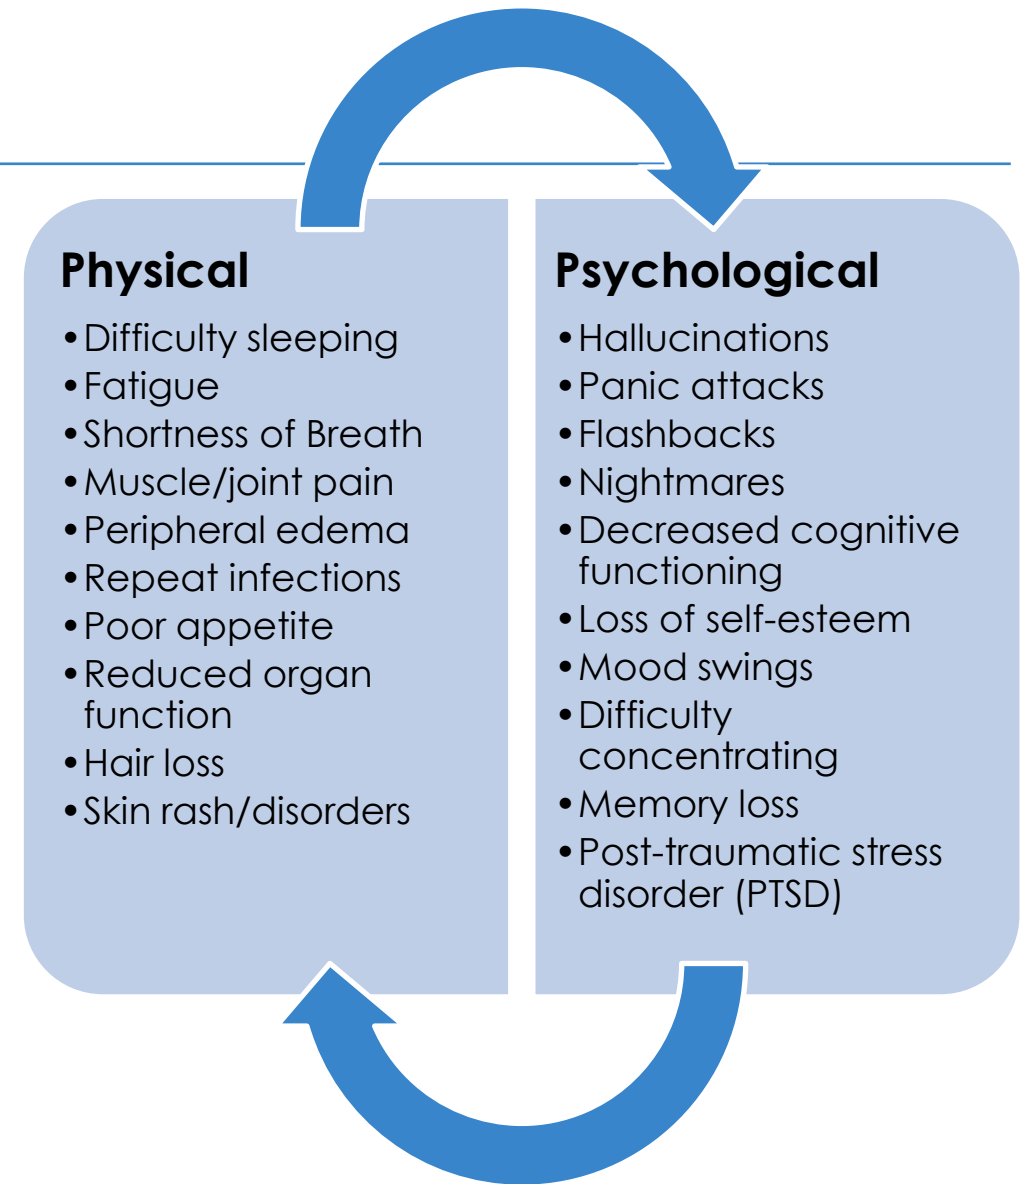 Physical
•Difficulty sleeping
•Fatigue
•Shortness of Breath
•Muscle/joint pain
•Peripheral edema
•Repeat infections
•Poor appetite
•Reduced organ
function
•Hair loss
•Skin rash/disorders
Psychological
•Hallucinations
•Panic attacks
•Flashbacks
•Nightmares
•Decreased cognitive
functioning
•Loss of self-esteem
•Mood swings
•Difficulty
concentrating
•Memory loss
•Post-traumatic stress
disorder (PTSD)